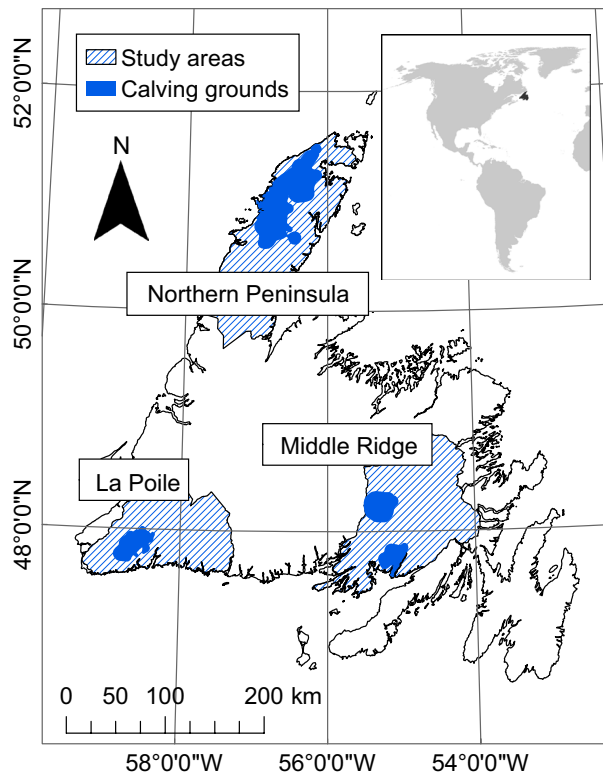 Study areas
Calving grounds
N
52°0'0"N
50°0'0"N
48°0'0"N
Northern Peninsula
Middle Ridge
La Poile
0 50 100 200 km
58°0'0"W 56°0'0"W 54°0'0"W